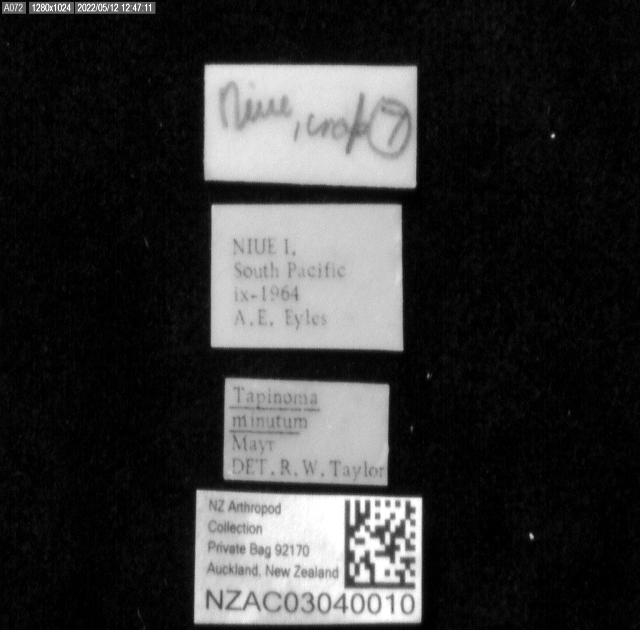 A072 1280x1024 2022/05/12 12:47:11
Niue, crop 7
NIUE I.
South Pacific
ix-1964
A.E. Eyles
Tapinoma
minutum
Mayr
DET. R.W. Taylor
NZ Arthropod
Collection
Private Bag 92170
Auckland, New Zealand
NZAC03040010